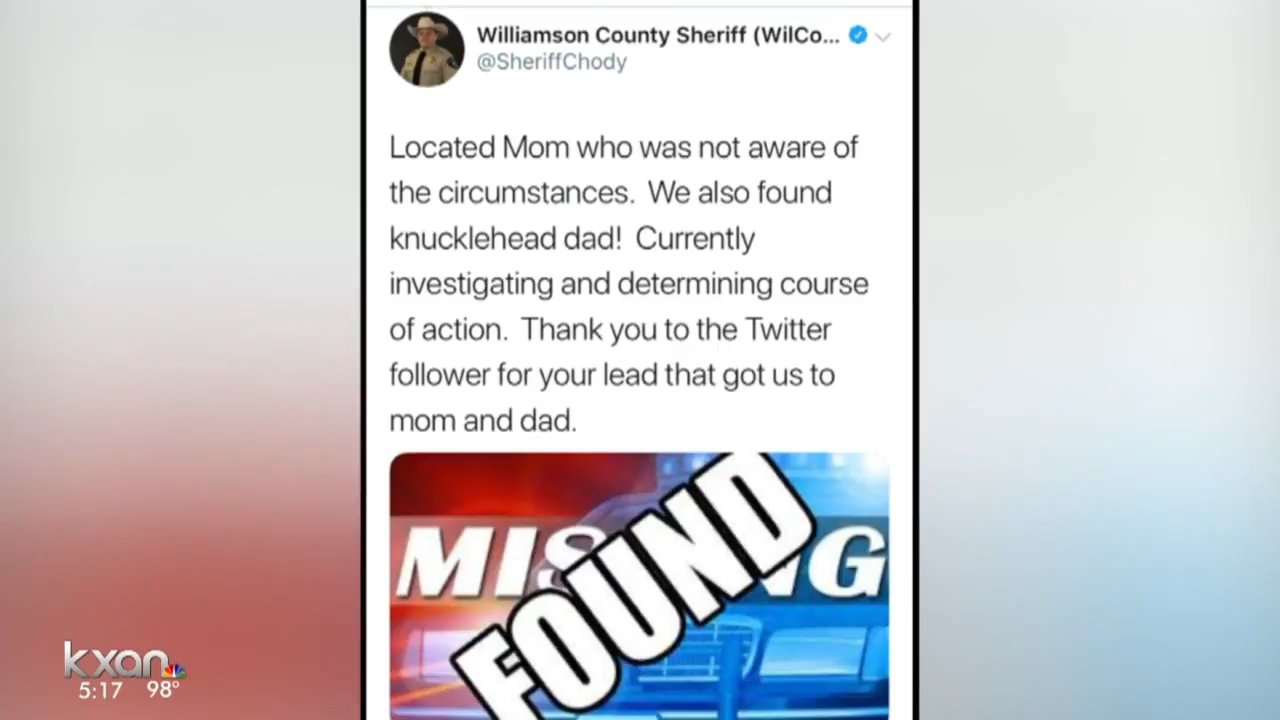 Williamson County Sheriff (WilCo...
@SheriffChody
Located Mom who was not aware of
the circumstances. We also found
knucklehead dad! Currently
investigating and determining course
of action. Thank you to the Twitter
follower for your lead that got us to
mom and dad.
MIS NG
FOUND
kxan
5:17 98°